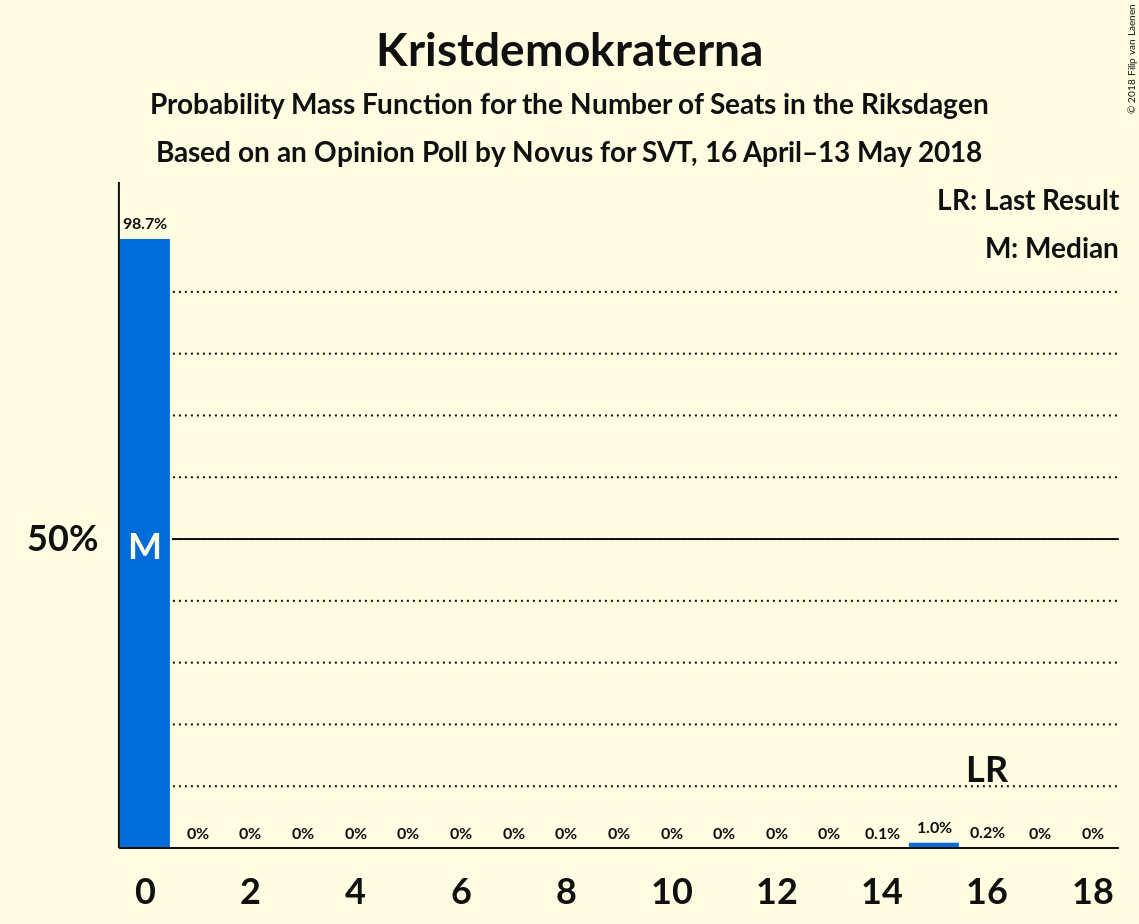 Kristdemokraterna
Probability Mass Function for the Number of Seats in the Riksdagen
Based on an Opinion Poll by Novus for SVT, 16 April–13 May 2018
© 2018 Filip van Laenen
LR: Last Result
M: Median
98.7%
50%
M
LR
0% 0% 0% 0% 0% 0% 0% 0% 0% 0% 0% 0% 0% 0.1% 1.0% 0.2% 0% 0%
0 2 4 6 8 10 12 14 16 18